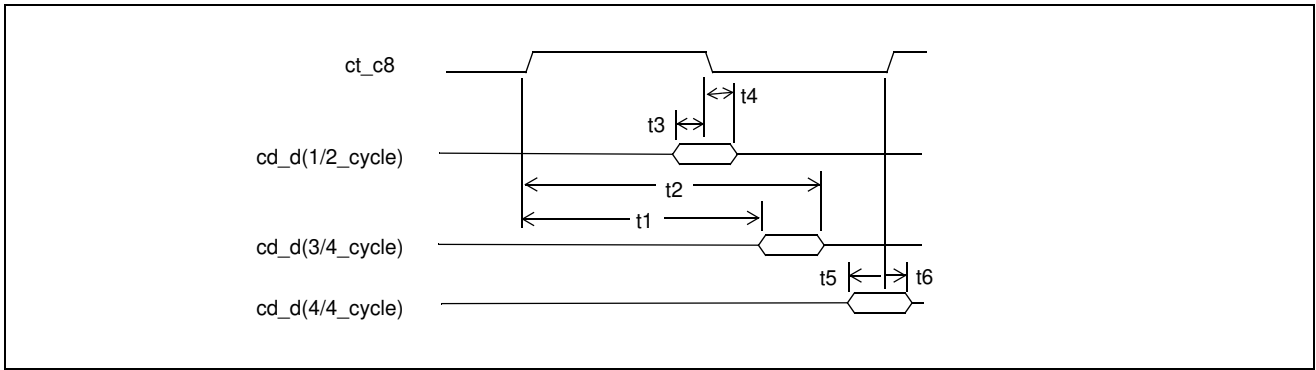 ct_c8
t4
t3
cd_d(1/2_cycle)
t2
t1
cd_d(3/4_cycle)
t5 t6
cd_d(4/4_cycle)